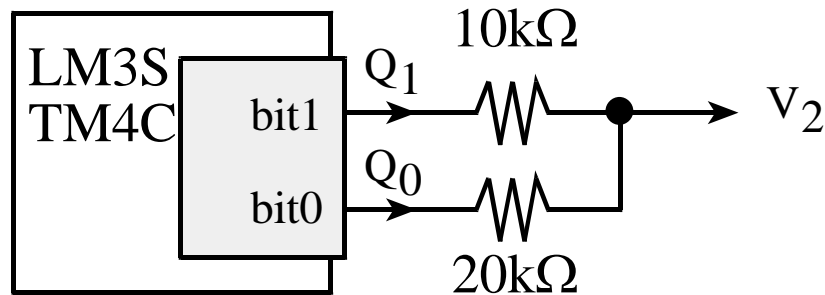 10kΩ
LM3S
TM4C
Q1
bit1
V2
Q0
bit0
20kΩ